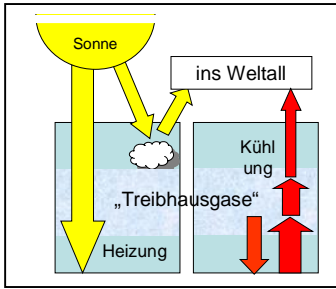 Sonne
ins Weltall
Kühl
ung
„Treibhausgase“
Heizung